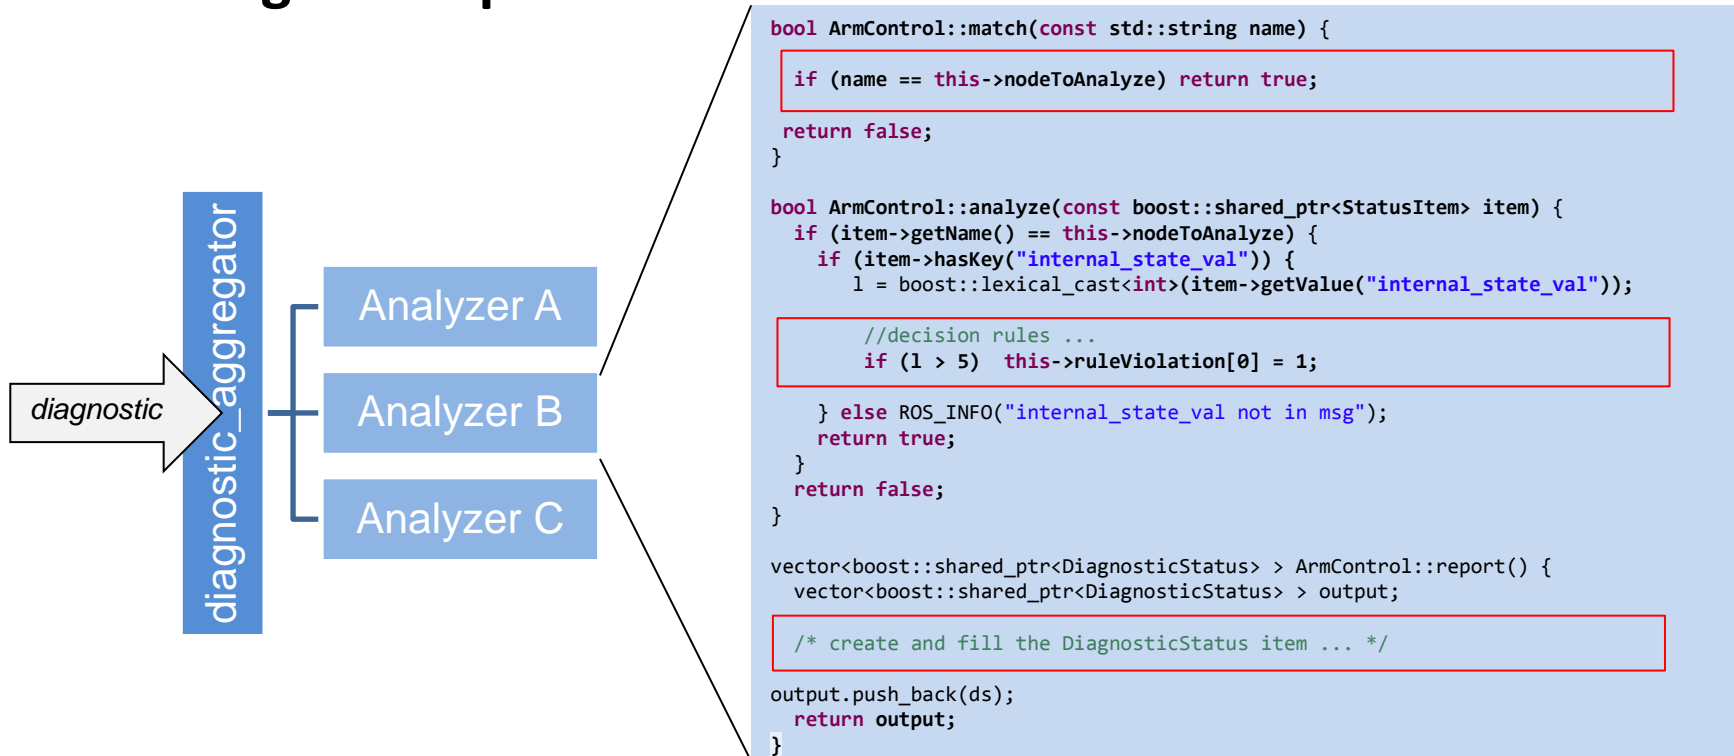 bool ArmControl::match(const std::string name) {
if (name == this->nodeToAnalyze) return true;
return false;
}
bool ArmControl::analyze(const boost::shared_ptr<StatusItem> item) {
if (item->getName() == this->nodeToAnalyze) {
if (item->hasKey("internal_state_val")) {
l = boost::lexical_cast<int>(item->getValue("internal_state_val"));
//decision rules ...
if (l > 5)  this->ruleViolation[0] = 1;
} else ROS_INFO("internal_state_val not in msg");
return true;
}
return false;
}
vector<boost::shared_ptr<DiagnosticStatus> > ArmControl::report() {
vector<boost::shared_ptr<DiagnosticStatus> > output;
/* create and fill the DiagnosticStatus item ... */
output.push_back(ds);
return output;
}
diagnostic
diagnostic_aggregator
Analyzer A
Analyzer B
Analyzer C